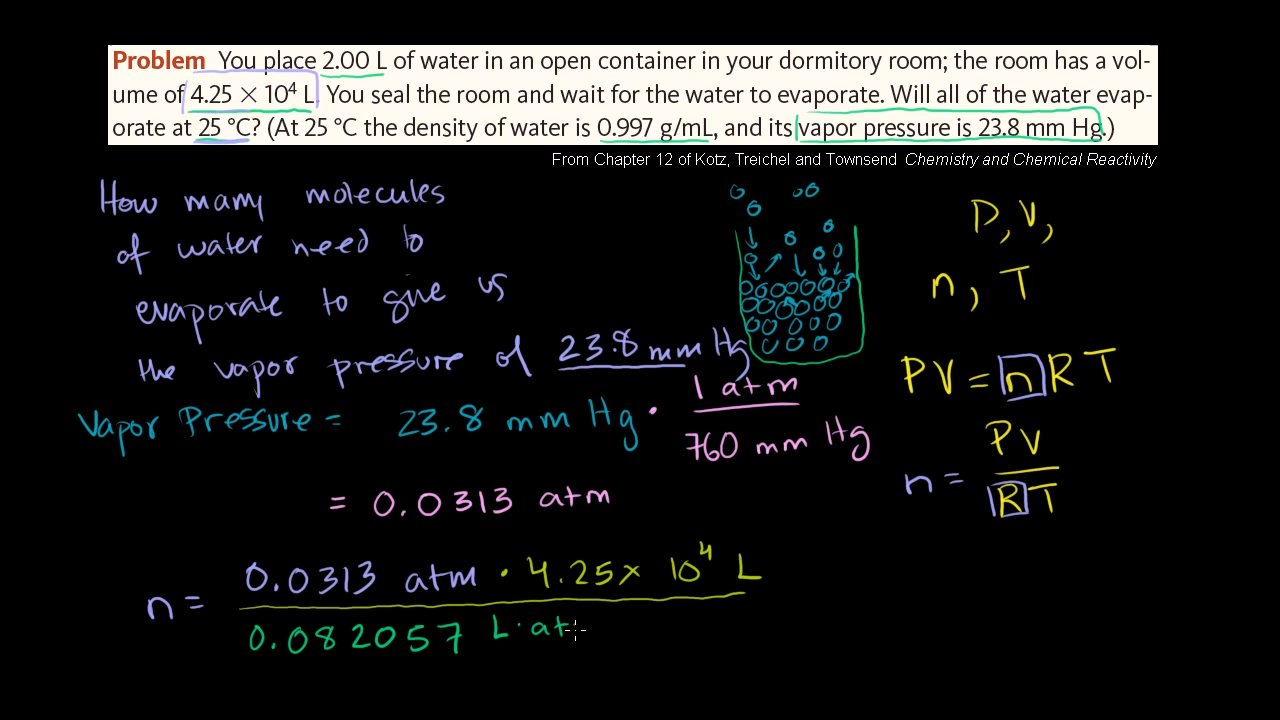 Problem You place 2.00 L of water in an open container in your dormitory room; the room has a vol-
ume of 4.25 × 10⁴ L. You seal the room and wait for the water to evaporate. Will all of the water evap-
orate at 25 °C? (At 25 °C the density of water is 0.997 g/mL, and its vapor pressure is 23.8 mm Hg.)
From Chapter 12 of Kotz, Treichel and Townsend Chemistry and Chemical Reactivity
How many molecules
of water need to
evaporate to give us
the vapor pressure of 23.8 mm Hg
Vapor Pressure = 23.8 mm Hg · 1 atm
760 mm Hg
= 0.0313 atm
n = 0.0313 atm · 4.25 × 10⁴ L
0.082057 L·at
P, V,
n, T
PV = nRT
n = PV
RT